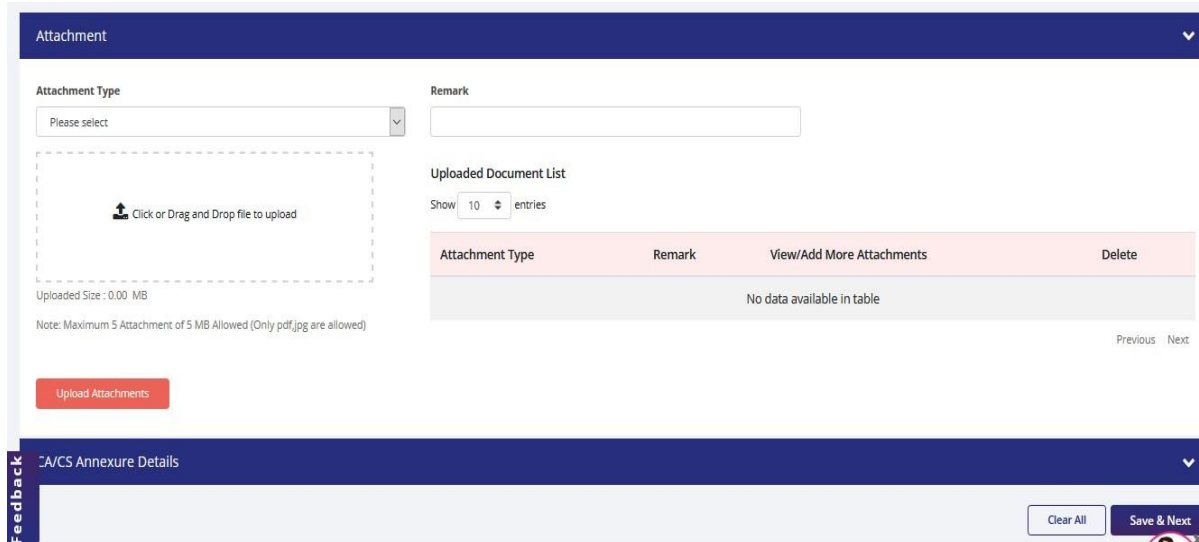 Attachment
Attachment Type
Remark
Please select
Click or Drag and Drop file to upload
Uploaded Size : 0.00 MB
Note: Maximum 5 Attachment of 5 MB Allowed (Only pdf,jpg are allowed)
Upload Attachments
Uploaded Document List
Show 10 entries
Attachment Type Remark View/Add More Attachments Delete
No data available in table
Previous Next
CA/CS Annexure Details
Feedback
Clear All Save & Next